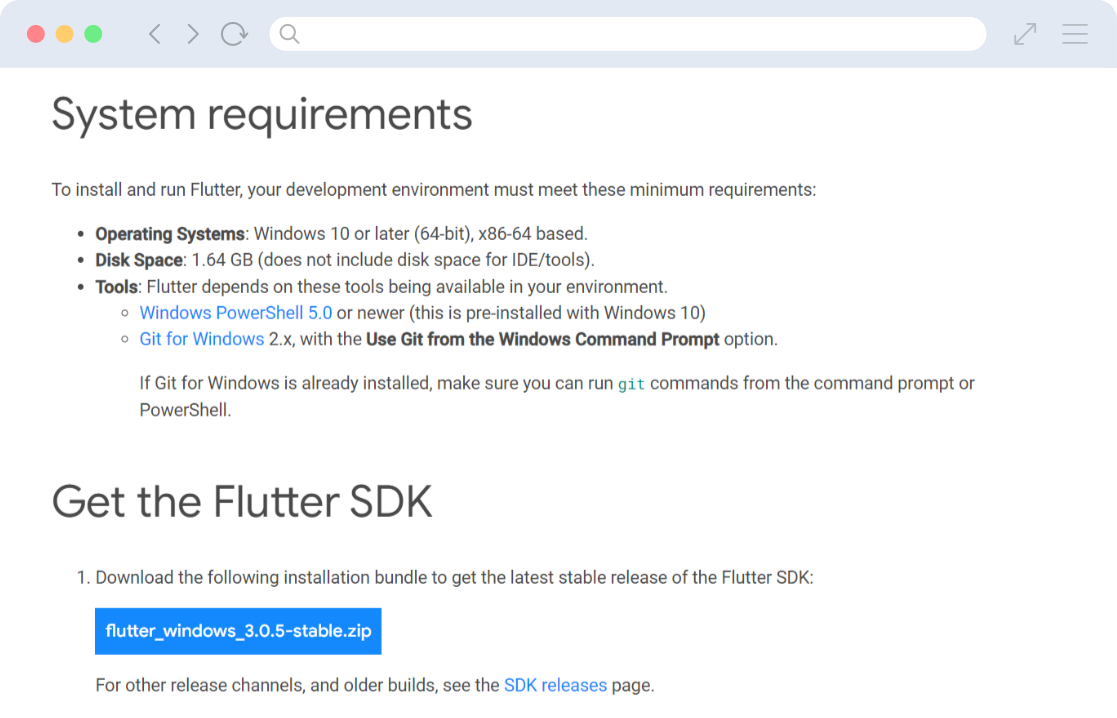 System requirements
To install and run Flutter, your development environment must meet these minimum requirements:
• Operating Systems: Windows 10 or later (64-bit), x86-64 based.
• Disk Space: 1.64 GB (does not include disk space for IDE/tools).
• Tools: Flutter depends on these tools being available in your environment.
◦ Windows PowerShell 5.0 or newer (this is pre-installed with Windows 10)
◦ Git for Windows 2.x, with the Use Git from the Windows Command Prompt option.
If Git for Windows is already installed, make sure you can run git commands from the command prompt or
PowerShell.
Get the Flutter SDK
1. Download the following installation bundle to get the latest stable release of the Flutter SDK:
flutter_windows_3.0.5-stable.zip
For other release channels, and older builds, see the SDK releases page.